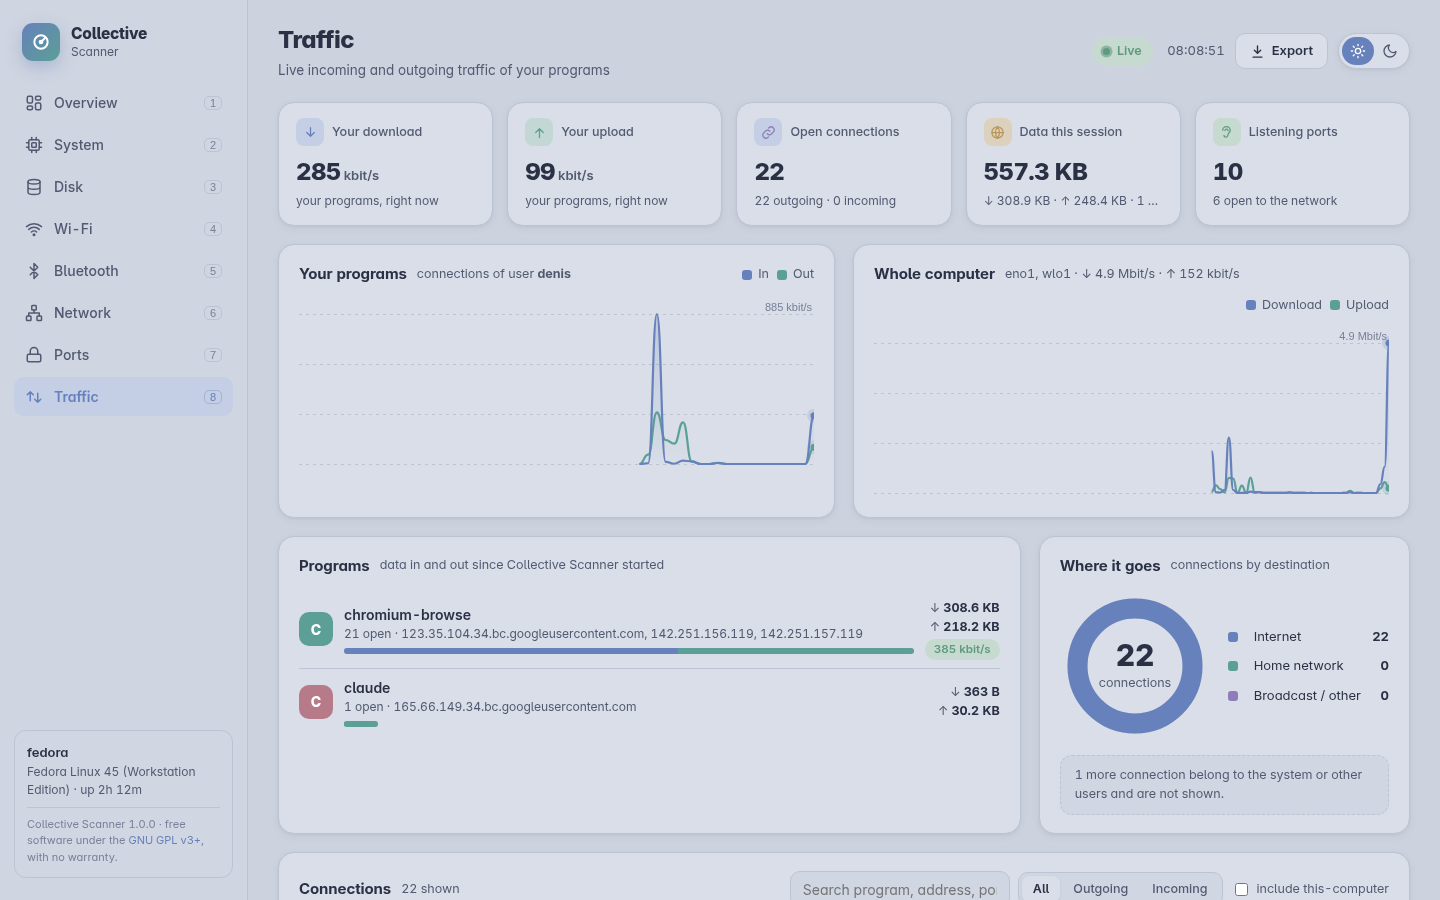 Collective
Scanner
Overview 1
System 2
Disk 3
Wi-Fi 4
Bluetooth 5
Network 6
Ports 7
Traffic 8
fedora
Fedora Linux 45 (Workstation
Edition) · up 2h 12m
Collective Scanner 1.0.0 · free
software under the GNU GPL v3+,
with no warranty.
Traffic
Live incoming and outgoing traffic of your programs
Live 08:08:51 Export
Your download
285 kbit/s
your programs, right now
Your upload
99 kbit/s
your programs, right now
Open connections
22
22 outgoing · 0 incoming
Data this session
557.3 KB
↓ 308.9 KB · ↑ 248.4 KB · 1 ...
Listening ports
10
6 open to the network
Your programs connections of user denis In Out
885 kbit/s
Whole computer eno1, wlo1 · ↓ 4.9 Mbit/s · ↑ 152 kbit/s
Download Upload
4.9 Mbit/s
Programs data in and out since Collective Scanner started
C
chromium-browse
21 open · 123.35.104.34.bc.googleusercontent.com, 142.251.156.119, 142.251.157.119
↓ 308.6 KB
↑ 218.2 KB
385 kbit/s
C
claude
1 open · 165.66.149.34.bc.googleusercontent.com
↓ 363 B
↑ 30.2 KB
Where it goes connections by destination
22
connections
Internet 22
Home network 0
Broadcast / other 0
1 more connection belong to the system or other
users and are not shown.
Connections 22 shown
Search program, address, po
All Outgoing Incoming
include this-computer